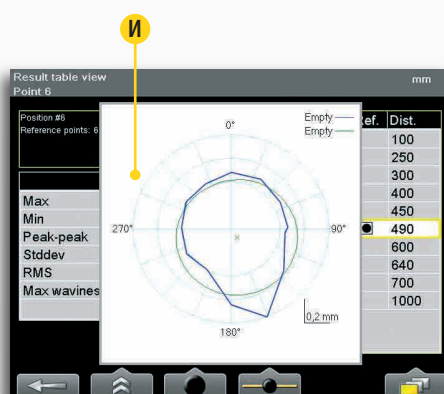 И
Result table view
mm
Point 6
Position #6
Reference points: 6
Max
Min
Peak-peak
Stddev
RMS
Max wavines
Empty
Empty
0°
90°
180°
270°
0,2 mm
ef.
Dist.
100
250
300
400
450
490
600
640
700
1000